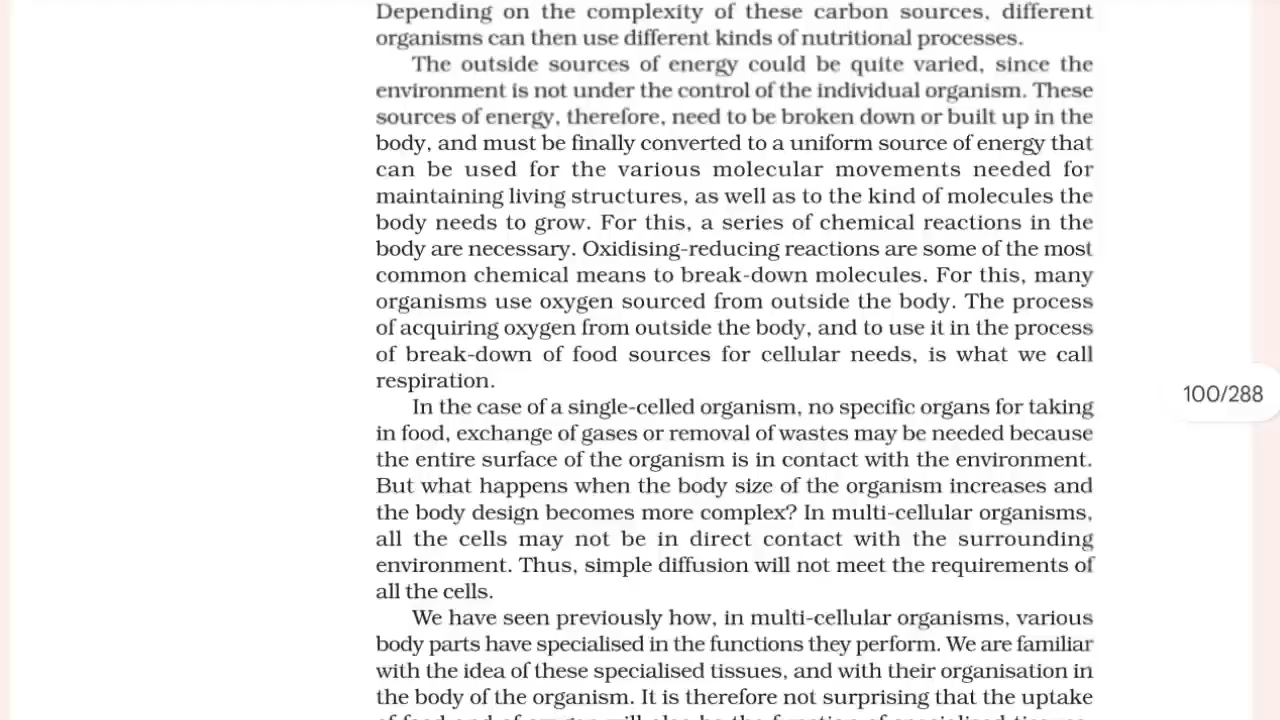 Depending on the complexity of these carbon sources, different
organisms can then use different kinds of nutritional processes.
The outside sources of energy could be quite varied, since the
environment is not under the control of the individual organism. These
sources of energy, therefore, need to be broken down or built up in the
body, and must be finally converted to a uniform source of energy that
can be used for the various molecular movements needed for
maintaining living structures, as well as to the kind of molecules the
body needs to grow. For this, a series of chemical reactions in the
body are necessary. Oxidising-reducing reactions are some of the most
common chemical means to break-down molecules. For this, many
organisms use oxygen sourced from outside the body. The process
of acquiring oxygen from outside the body, and to use it in the process
of break-down of food sources for cellular needs, is what we call
respiration.
100/288
In the case of a single-celled organism, no specific organs for taking
in food, exchange of gases or removal of wastes may be needed because
the entire surface of the organism is in contact with the environment.
But what happens when the body size of the organism increases and
the body design becomes more complex? In multi-cellular organisms,
all the cells may not be in direct contact with the surrounding
environment. Thus, simple diffusion will not meet the requirements of
all the cells.
We have seen previously how, in multi-cellular organisms, various
body parts have specialised in the functions they perform. We are familiar
with the idea of these specialised tissues, and with their organisation in
the body of the organism. It is therefore not surprising that the uptake